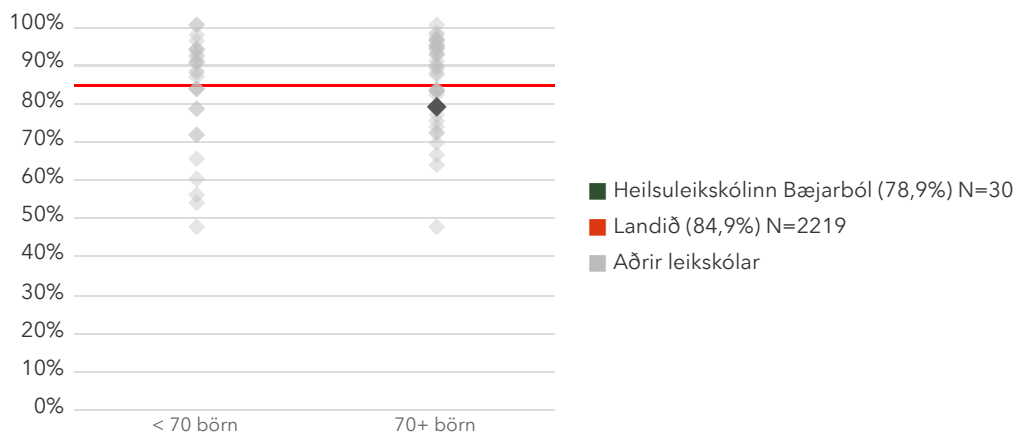 100%
90%
80%
70%
60%
50%
40%
30%
20%
10%
0%
< 70 börn
70+ börn
Heilsuleikskólinn Bæjarból (78,9%) N=30
Landið (84,9%) N=2219
Aðrir leikskólar